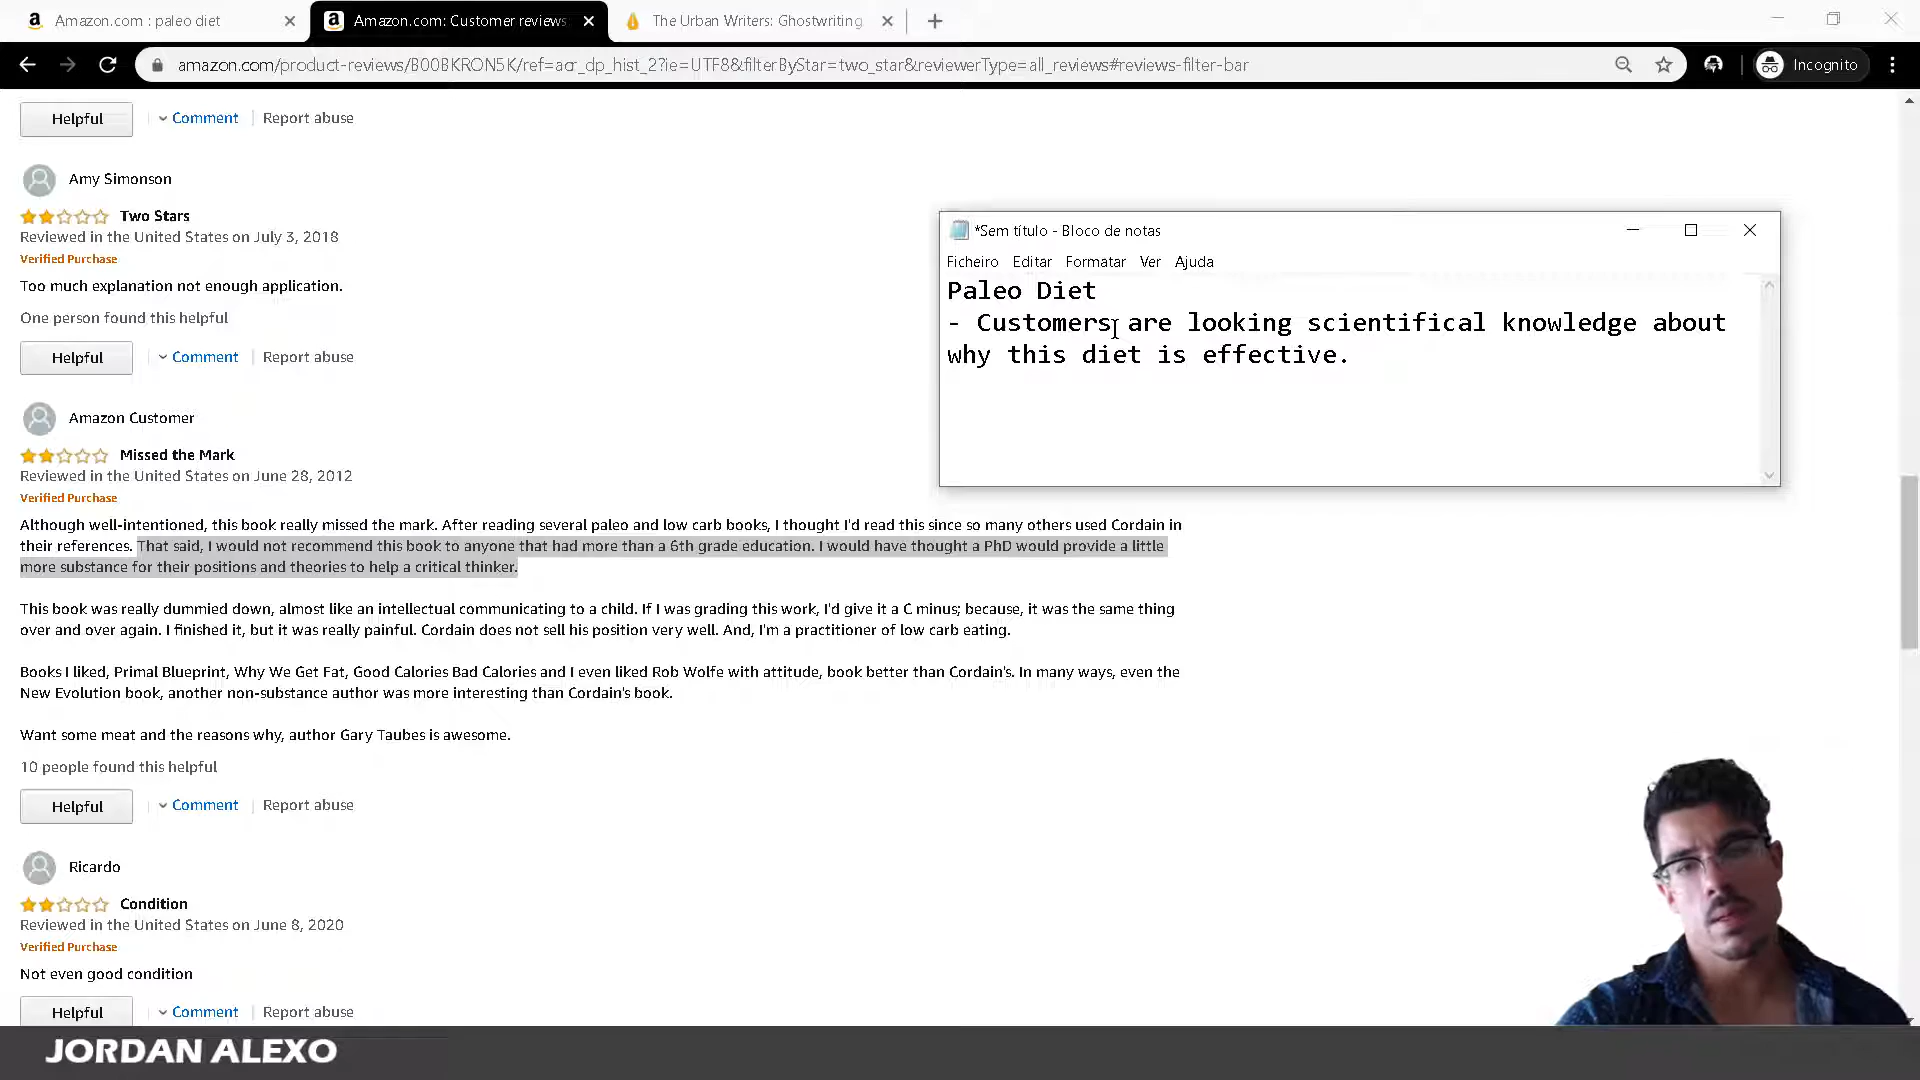 Amazon.com : paleo diet
Amazon.com: Customer reviews
The Urban Writers: Ghostwriting
amazon.com/product-reviews/B00BKRON5K/ref=acr_dp_hist_2?ie=UTF8&filterByStar=two_star&reviewerType=all_reviews#reviews-filter-bar
Incognito
Helpful
Comment
Report abuse
Amy Simonson
Two Stars
Reviewed in the United States on July 3, 2018
Verified Purchase
Too much explanation not enough application.
One person found this helpful
Helpful
Comment
Report abuse
Amazon Customer
Missed the Mark
Reviewed in the United States on June 28, 2012
Verified Purchase
Although well-intentioned, this book really missed the mark. After reading several paleo and low carb books, I thought I'd read this since so many others used Cordain in
their references. That said, I would not recommend this book to anyone that had more than a 6th grade education. I would have thought a PhD would provide a little
more substance for their positions and theories to help a critical thinker.
This book was really dummied down, almost like an intellectual communicating to a child. If I was grading this work, I'd give it a C minus; because, it was the same thing
over and over again. I finished it, but it was really painful. Cordain does not sell his position very well. And, I'm a practitioner of low carb eating.
Books I liked, Primal Blueprint, Why We Get Fat, Good Calories Bad Calories and I even liked Rob Wolfe with attitude, book better than Cordain's. In many ways, even the
New Evolution book, another non-substance author was more interesting than Cordain's book.
Want some meat and the reasons why, author Gary Taubes is awesome.
10 people found this helpful
Helpful
Comment
Report abuse
Ricardo
Condition
Reviewed in the United States on June 8, 2020
Verified Purchase
Not even good condition
Helpful
Comment
Report abuse
*Sem título - Bloco de notas
Ficheiro Editar Formatar Ver Ajuda
Paleo Diet
- Customers are looking scientifical knowledge about
why this diet is effective.
JORDAN ALEXO